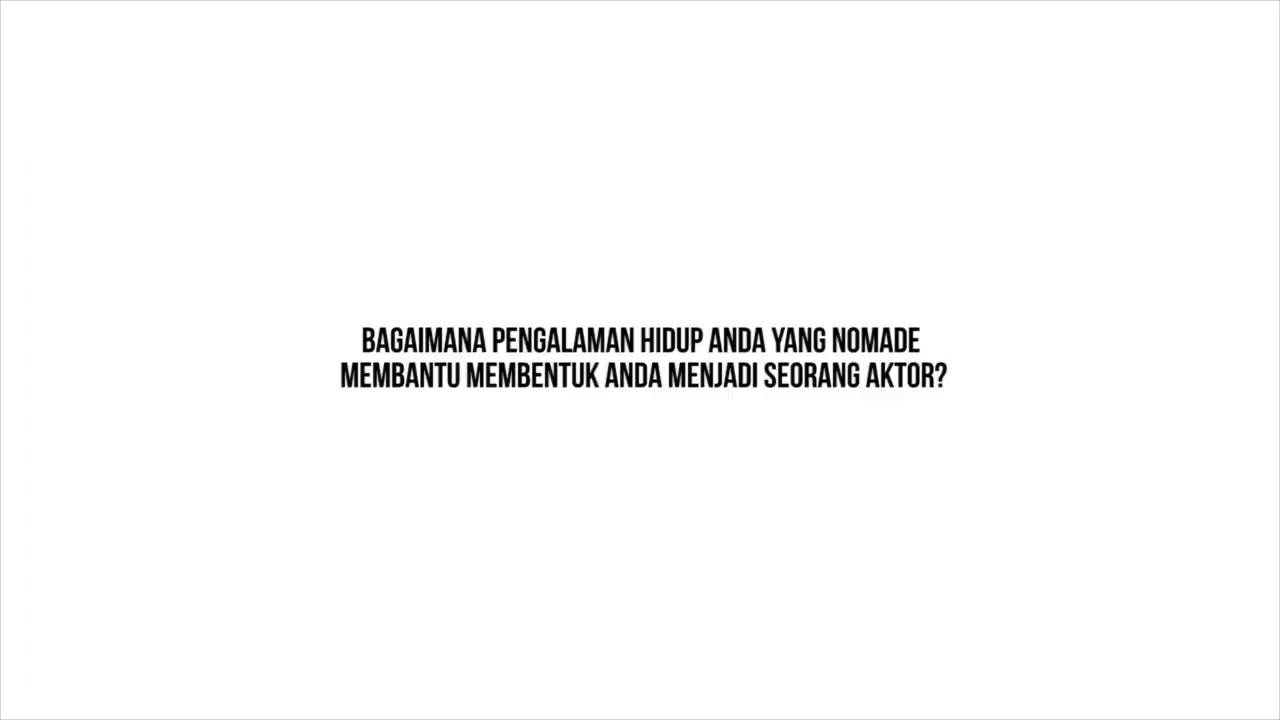 BAGAIMANA PENGALAMAN HIDUP ANDA YANG NOMADE
MEMBANTU MEMBENTUK ANDA MENJADI SEORANG AKTOR?